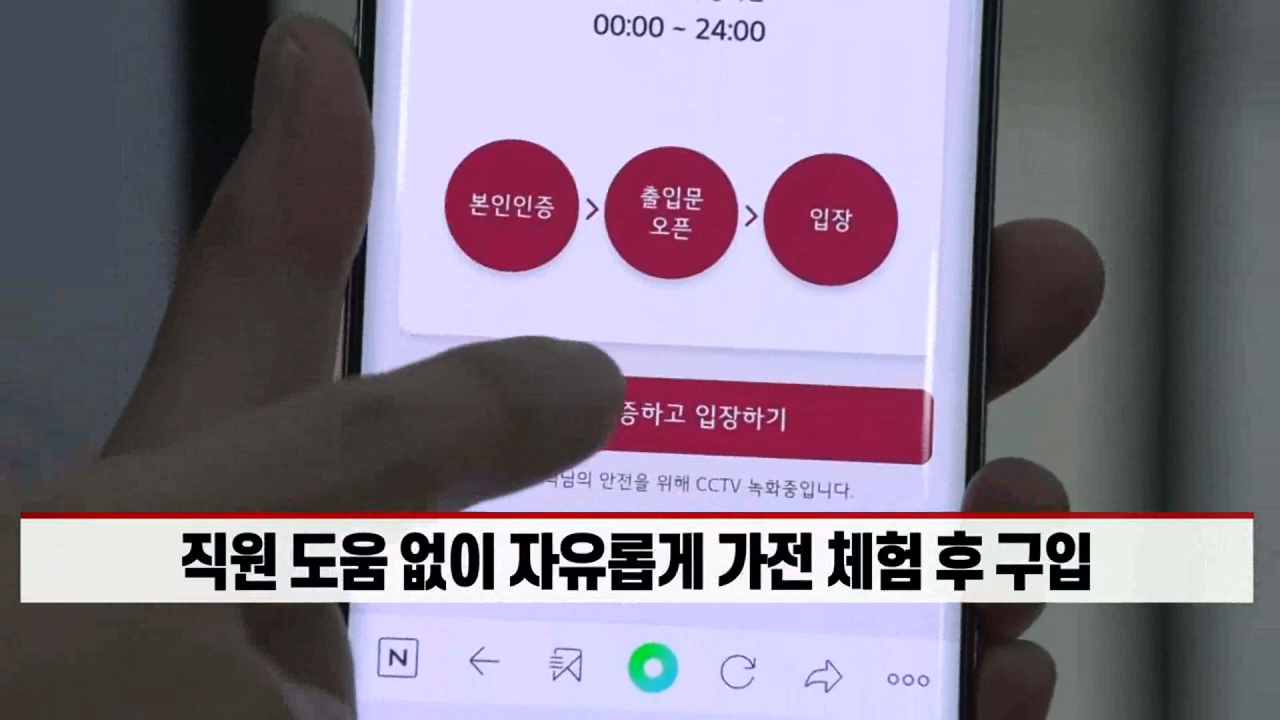 00:00 ~ 24:00
본인인증 > 출입문 오픈 > 입장
증하고 입장하기
님의 안전을 위해 CCTV 녹화중입니다.
직원 도움 없이 자유롭게 가전 체험 후 구입
N